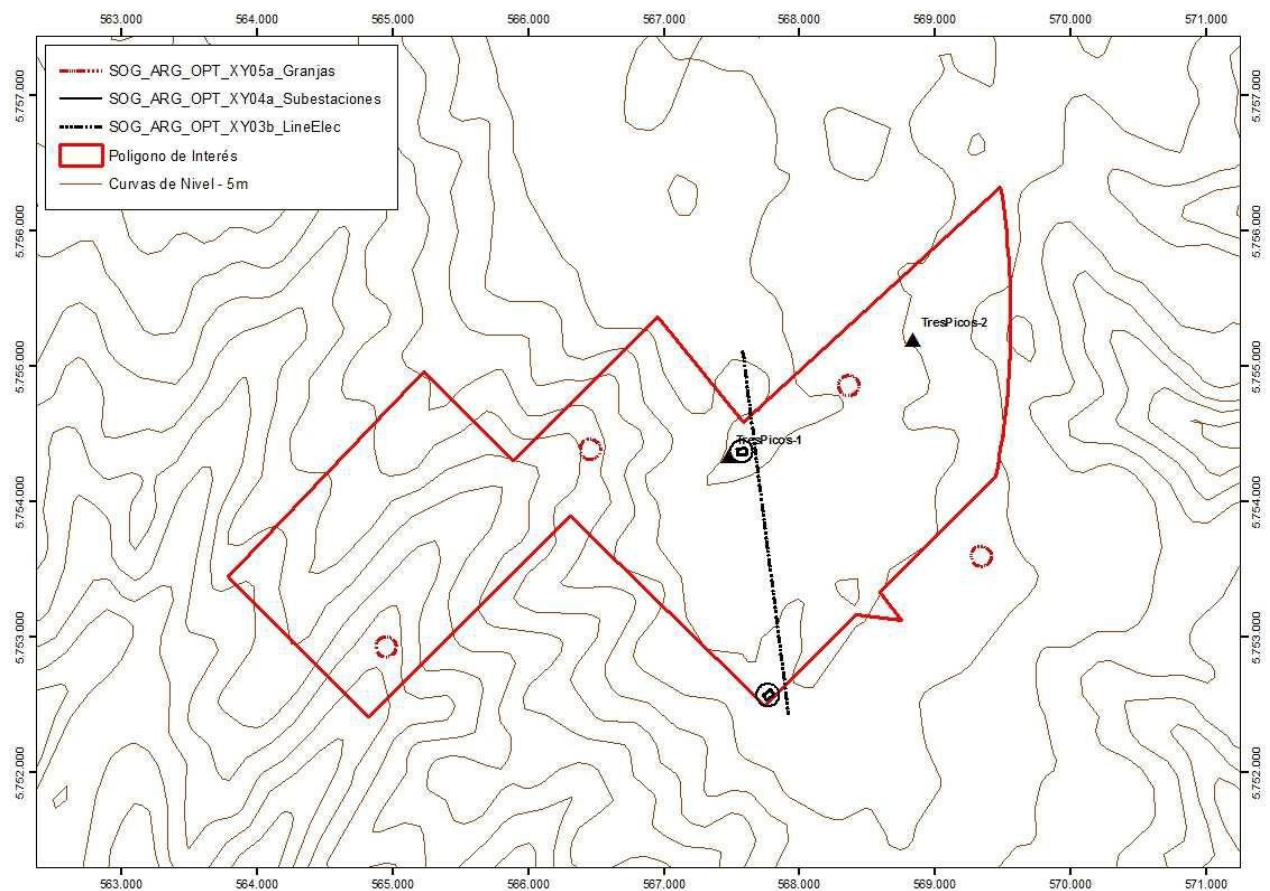 563.000 564.000 565.000 566.000 567.000 568.000 569.000 570.000 571.000
SOG_ARG_OPT_XY05a_Granjas
SOG_ARG_OPT_XY04a_Subestaciones
SOG_ARG_OPT_XY03b_LineElec
Poligono de Interés
Curvas de Nivel - 5m
5.757.000 5.757.000
5.756.000 5.756.000
TresPicos-2
5.755.000 5.755.000
TresPicos-1
5.754.000 5.754.000
5.753.000 5.753.000
5.752.000 5.752.000
563.000 564.000 565.000 566.000 567.000 568.000 569.000 570.000 571.000